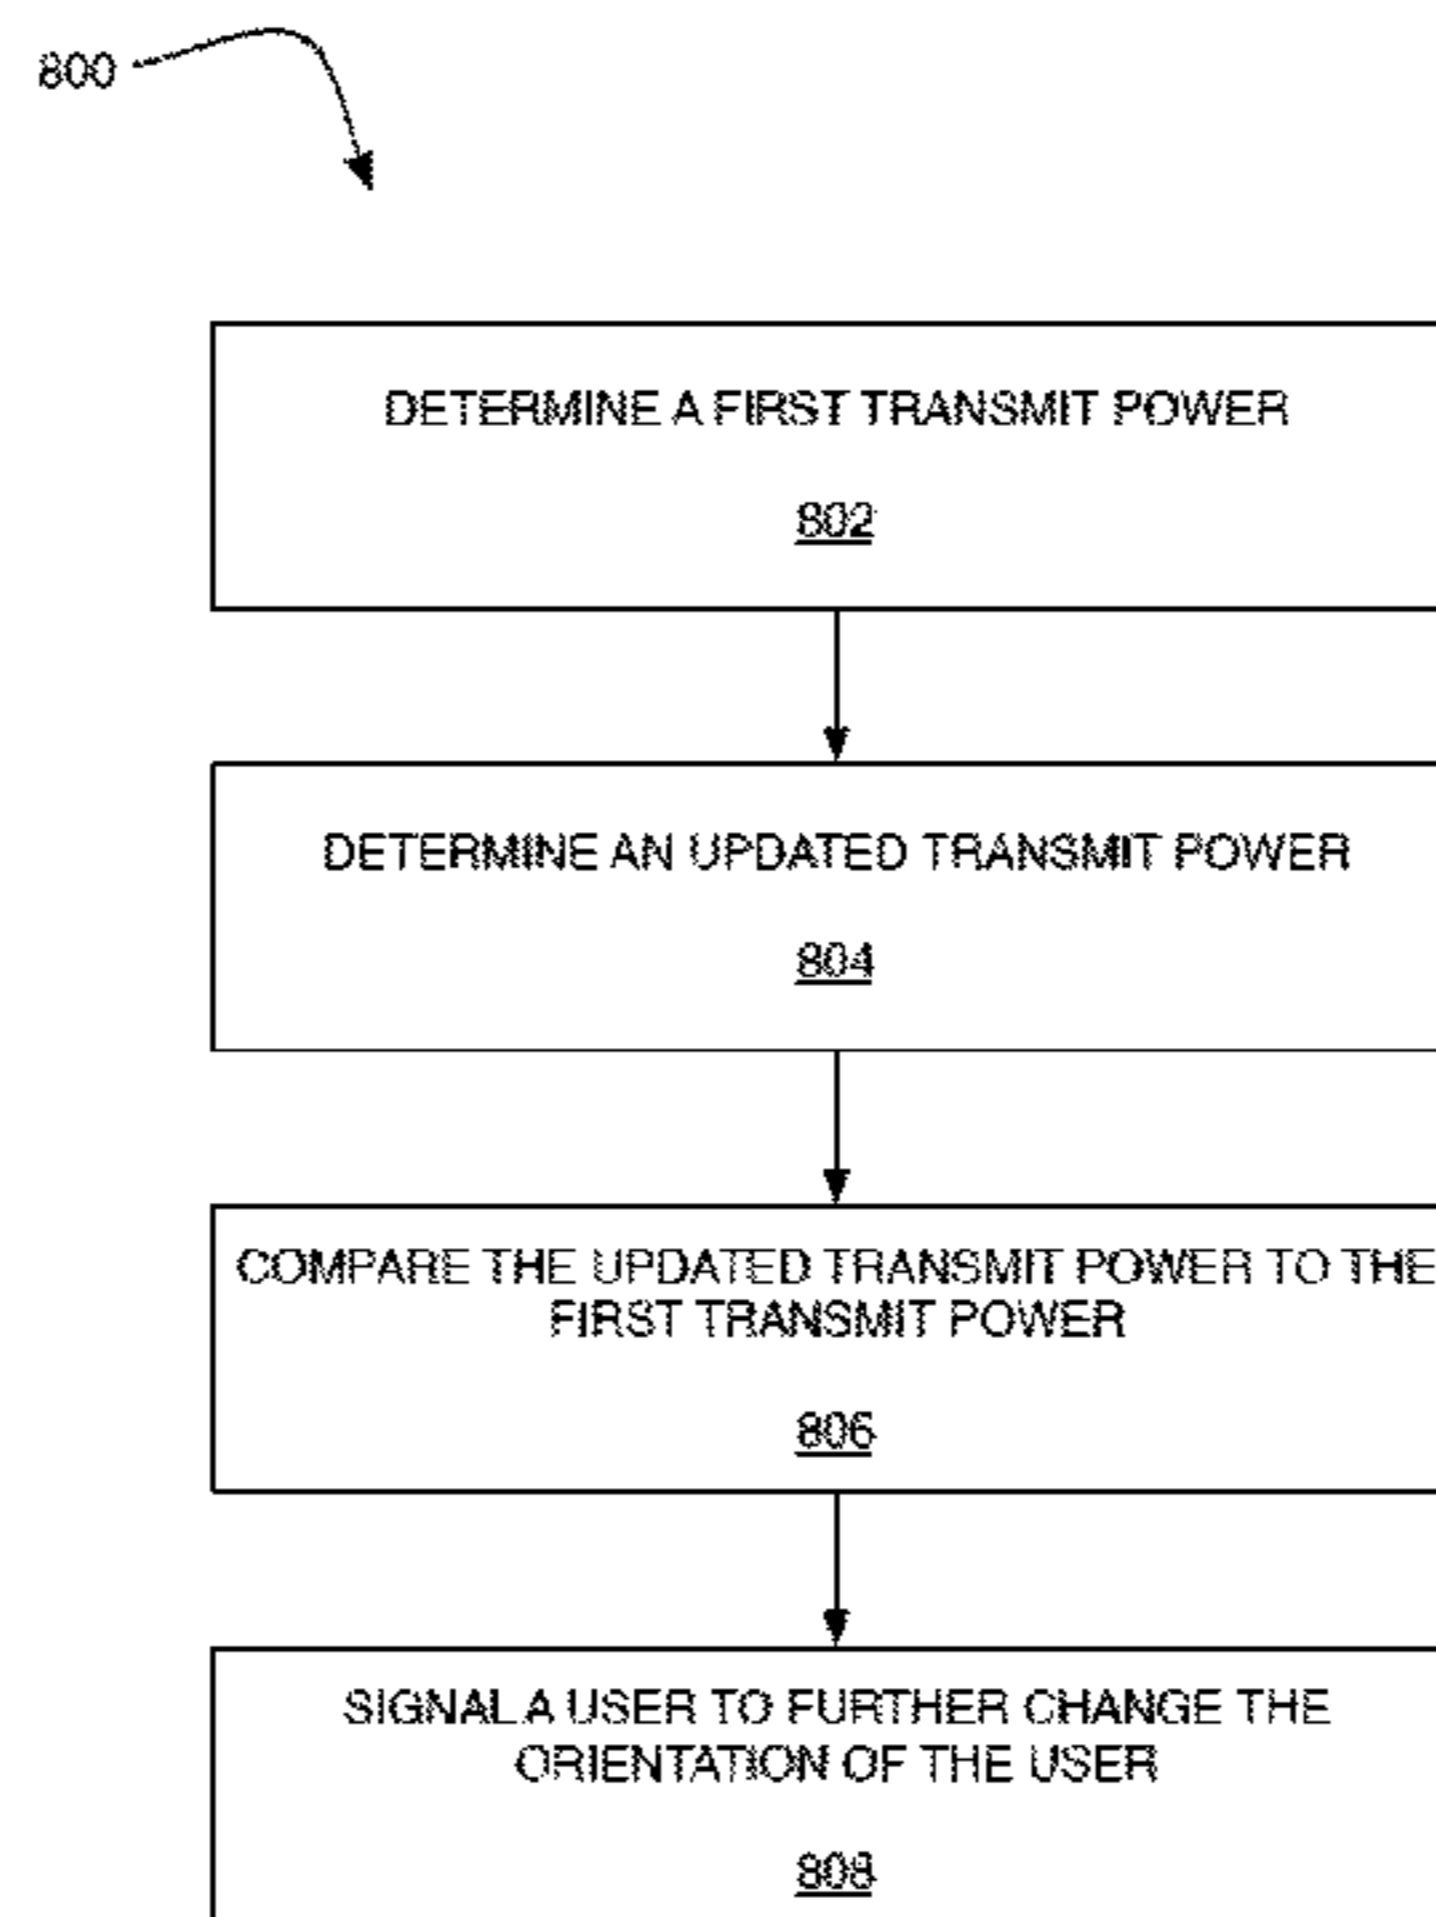 800
DETERMINE A FIRST TRANSMIT POWER
802
DETERMINE AN UPDATED TRANSMIT POWER
804
COMPARE THE UPDATED TRANSMIT POWER TO THE
FIRST TRANSMIT POWER
806
SIGNAL A USER TO FURTHER CHANGE THE
ORIENTATION OF THE USER
808